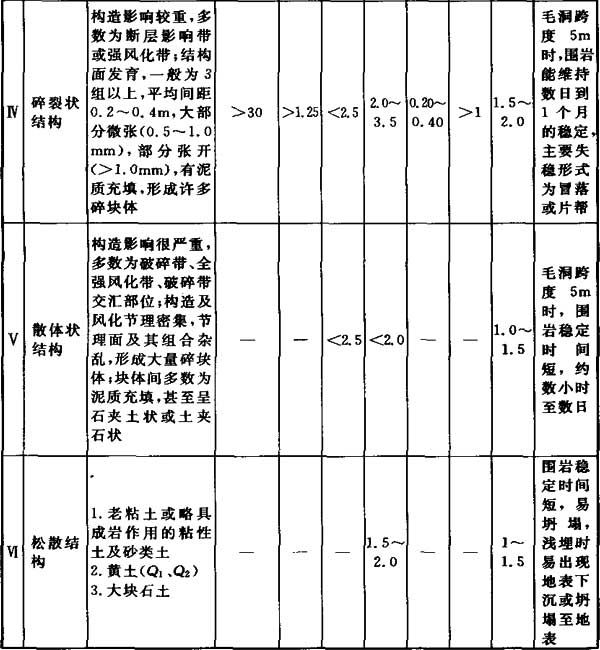 Ⅳ
碎裂状
结构
构造影响较重,多
数为断层影响带
或强风化带;结构
面发育,一般为 3
组以上,平均间距
0.2～0.4m,大部
分微张(0.5～1.0
mm),部分张开
(>1.0mm),有泥
质充填,形成许多
碎块体
>30
>1.25
<2.5
2.0～
3.5
0.20～
0.40
>1
1.5～
2.0
毛洞跨
度 5m
时,围岩
能维持
数日到
1 个月
的稳定,
主要失
稳形式
为冒落
或片帮
Ⅴ
散体状
结构
构造影响很严重,
多数为破碎带、全
强风化带、破碎带
交汇部位;构造及
风化节理密集,节
理面及其组合杂
乱,形成大量碎块
体;块体间多数为
泥质充填,甚至呈
石夹土状或土夹
石状
—
—
<2.5
<2.0
—
—
1.0～
1.5
毛洞跨
度 5m
时,围
岩稳定
时间
短,约
数小时
至数日
Ⅵ
松散结
构
1.老粘土或略具
成岩作用的粘性
土及砂类土
2.黄土(Q1、Q2)
3.大块石土
—
—
—
1.5～
2.0
—
—
1～
1.5
围岩稳
定时间
短,易
坍塌,
浅埋时
易出现
地表下
沉或坍
塌至地
表